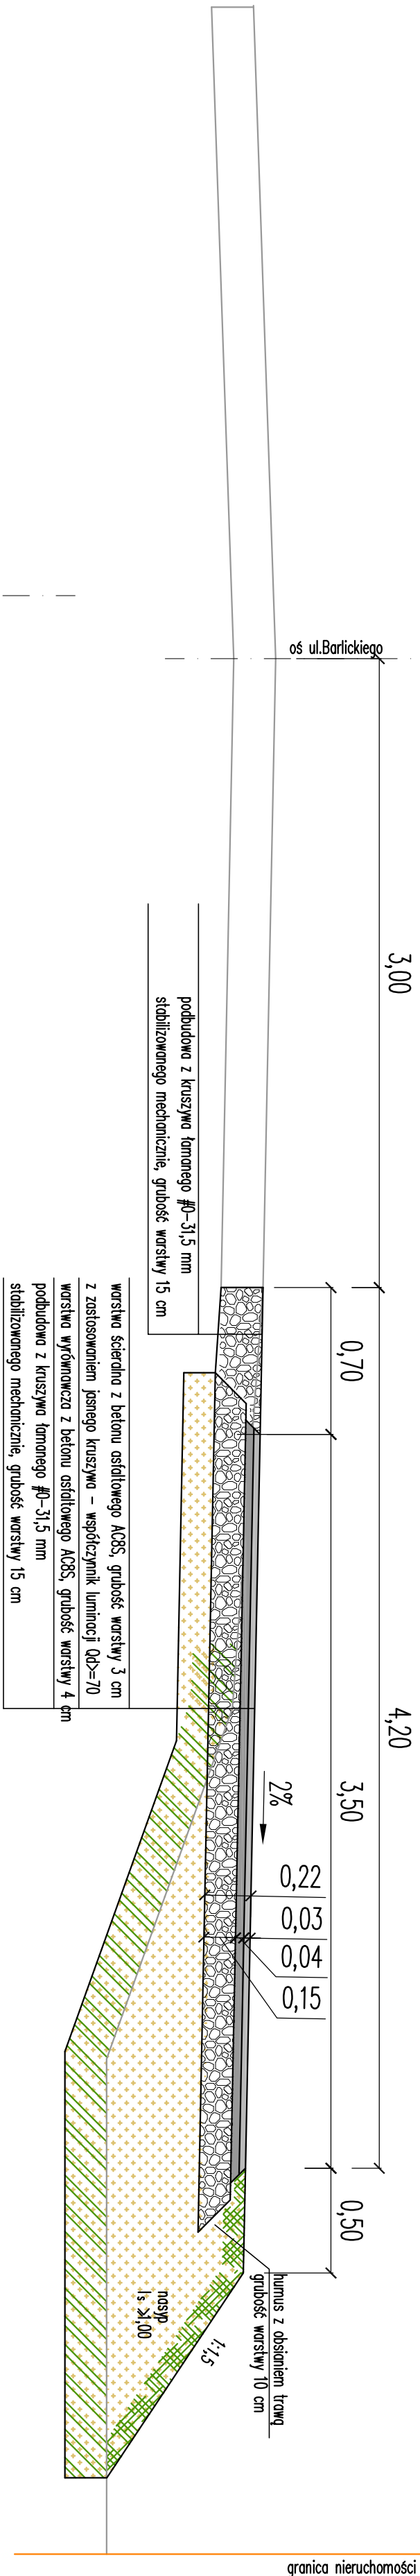 oś ul.Barlickiego
3,00
podbudowa z kruszywa łamanego #0-31,5 mm
stabilizowanego mechanicznie, grubość warstwy 15 cm
0,70
4,20
3,50
2%
0,22
0,03
0,04
0,15
0,50
warstwa ścieralna z betonu asfaltowego AC8S, grubość warstwy 3 cm
z zastosowaniem jasnego kruszywa - współczynnik luminacji Qd>=70
warstwa wyrównawcza z betonu asfaltowego AC8S, grubość warstwy 4 cm
podbudowa z kruszywa łamanego #0-31,5 mm
stabilizowanego mechanicznie, grubość warstwy 15 cm
humus z obsianiem trawą
grubość warstwy 10 cm
1:1,5
nasyp
Is >1,00
granica nieruchomości